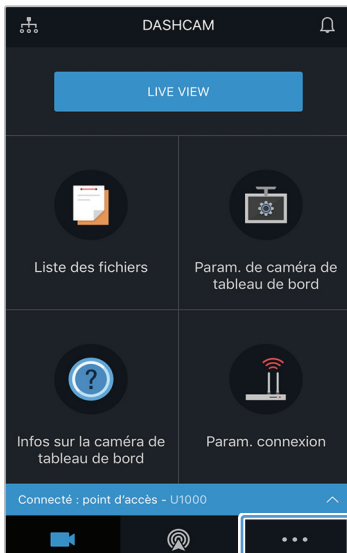 DASHCAM
LIVE VIEW
Liste des fichiers
Param. de caméra de
tableau de bord
Infos sur la caméra de
tableau de bord
Param. connexion
Connecté : point d'accès - U1000